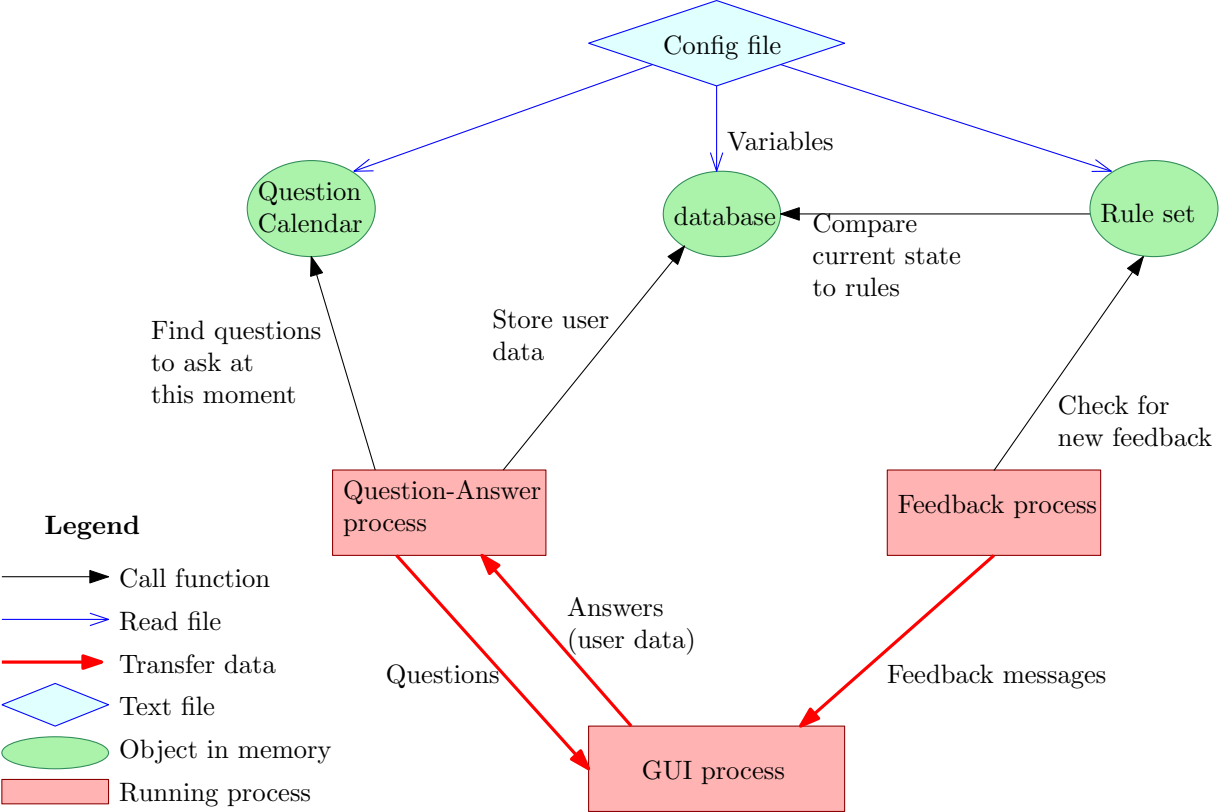 Config file
Variables
Question
Calendar
database
Rule set
Compare
current state
to rules
Find questions
to ask at
this moment
Store user
data
Check for
new feedback
Question-Answer
process
Feedback process
Answers
(user data)
Questions
Feedback messages
GUI process
Legend
Call function
Read file
Transfer data
Text file
Object in memory
Running process